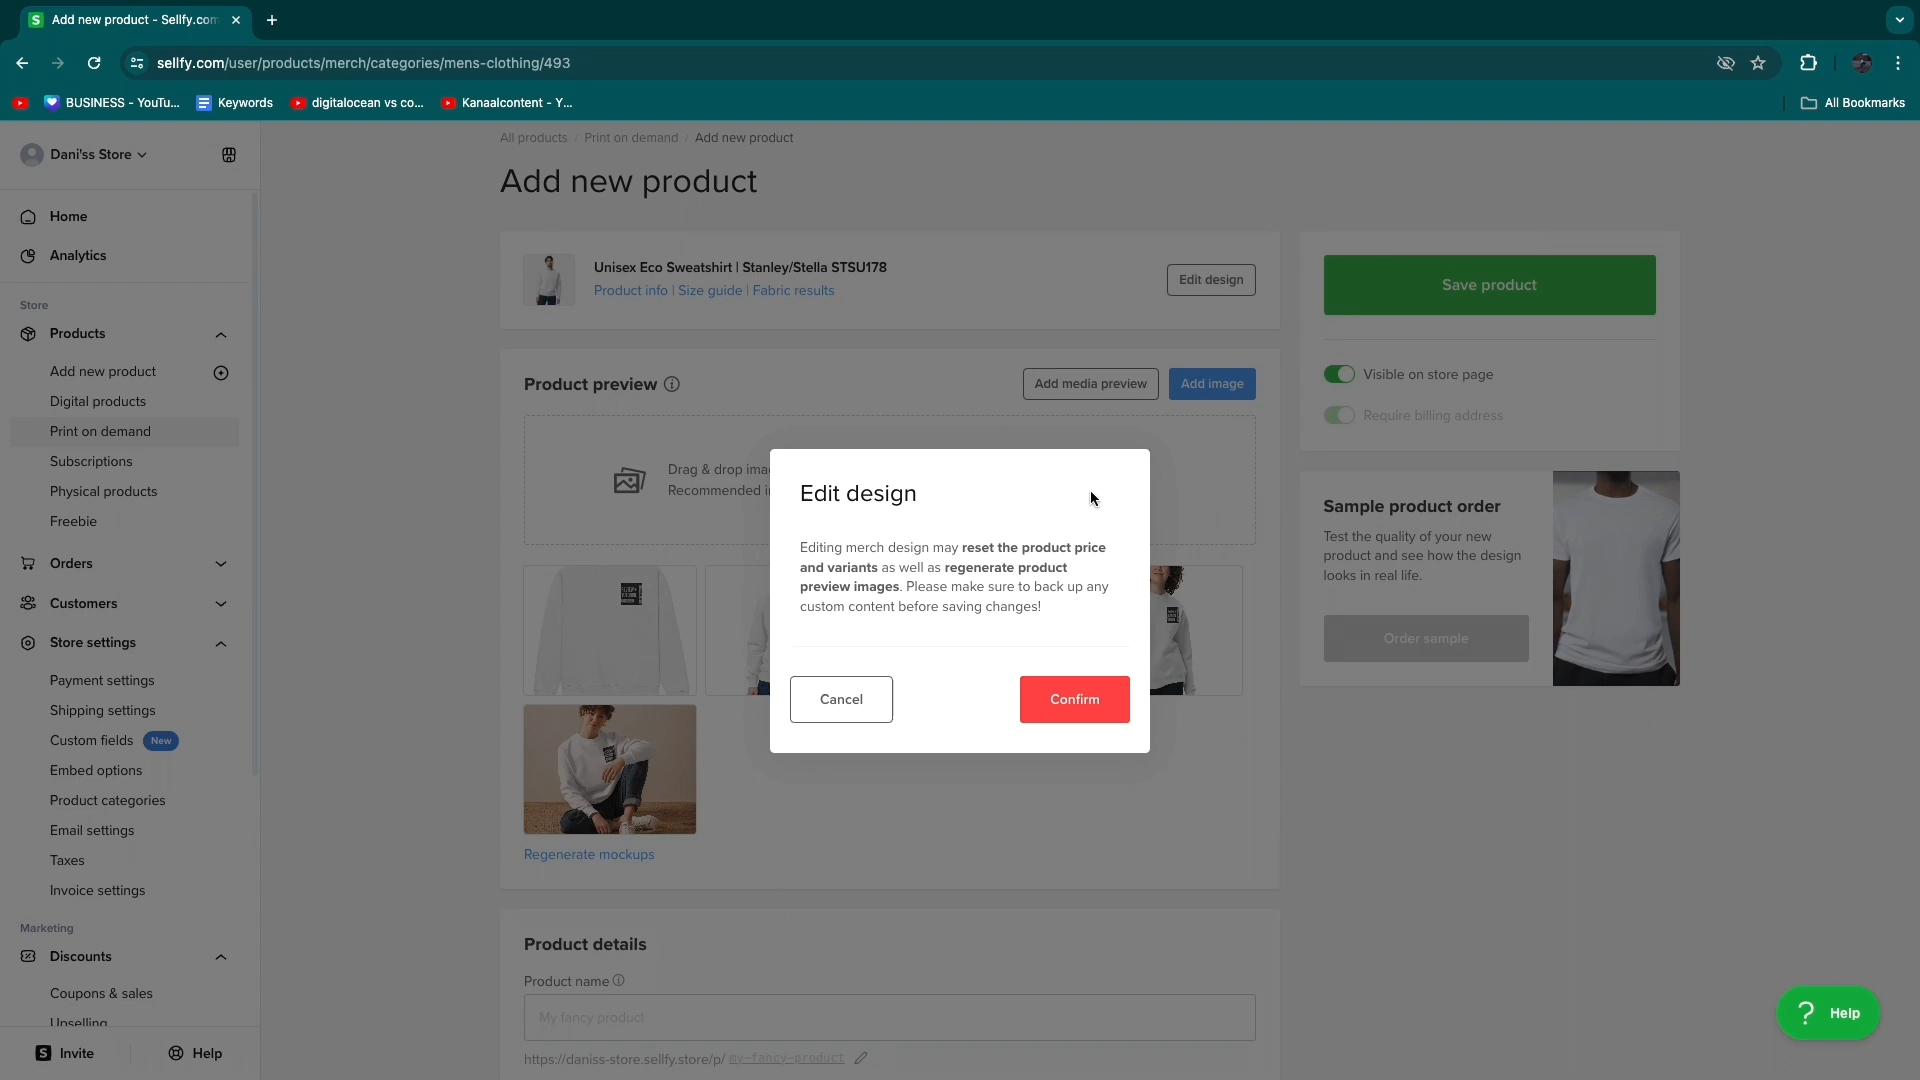 Add new product - Sellfy.com
sellfy.com/user/products/merch/categories/mens-clothing/493
BUSINESS - YouTu...
Keywords
digitalocean vs co...
Kanaalcontent - Y...
All Bookmarks
Dani'ss Store
Home
Analytics
Store
Products
Add new product
Digital products
Print on demand
Subscriptions
Physical products
Freebie
Orders
Customers
Store settings
Payment settings
Shipping settings
Custom fields New
Embed options
Product categories
Email settings
Taxes
Invoice settings
Marketing
Discounts
Coupons & sales
Upselling
Invite
Help
All products / Print on demand / Add new product
Add new product
Unisex Eco Sweatshirt | Stanley/Stella STSU178
Product info | Size guide | Fabric results
Edit design
Product preview
Add media preview
Add image
Drag & drop ima
Recommended i
Regenerate mockups
Product details
Product name
My fancy product
https://daniss-store.sellfy.store/p/ my-fancy-product
Edit design
Editing merch design may reset the product price
and variants as well as regenerate product
preview images. Please make sure to back up any
custom content before saving changes!
Cancel
Confirm
Save product
Visible on store page
Require billing address
Sample product order
Test the quality of your new
product and see how the design
looks in real life.
Order sample
? Help